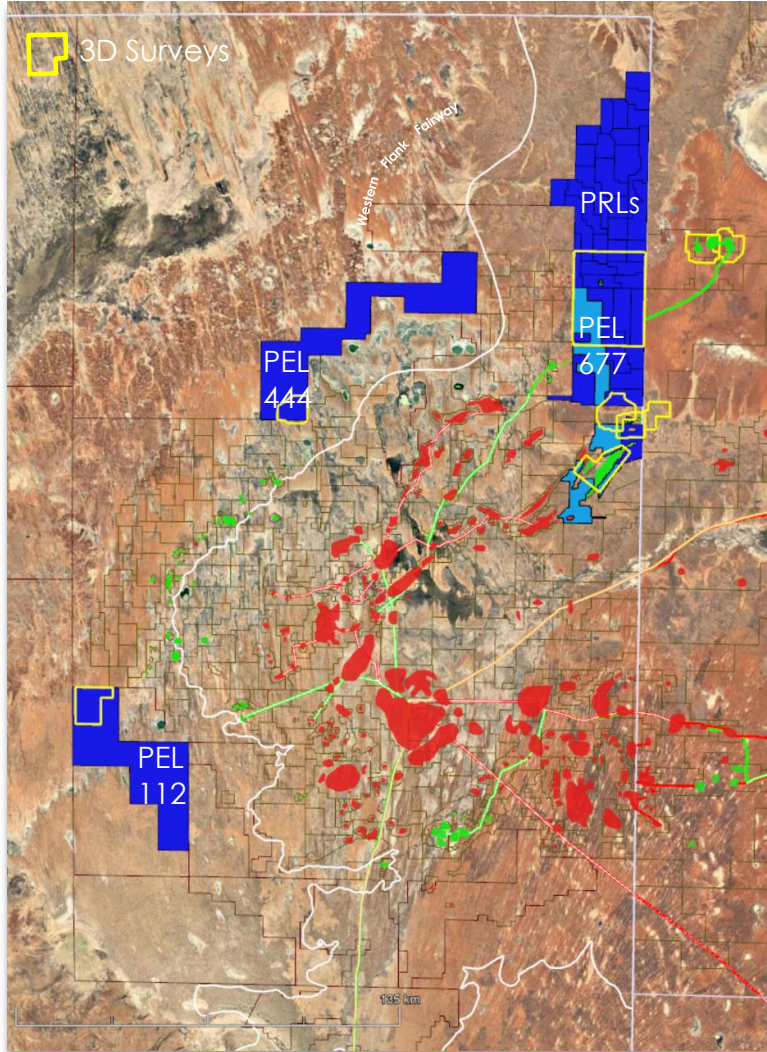 3D Surveys
Western Flank Fairway
PRLs
PEL
677
PEL
444
PEL
112
135 km